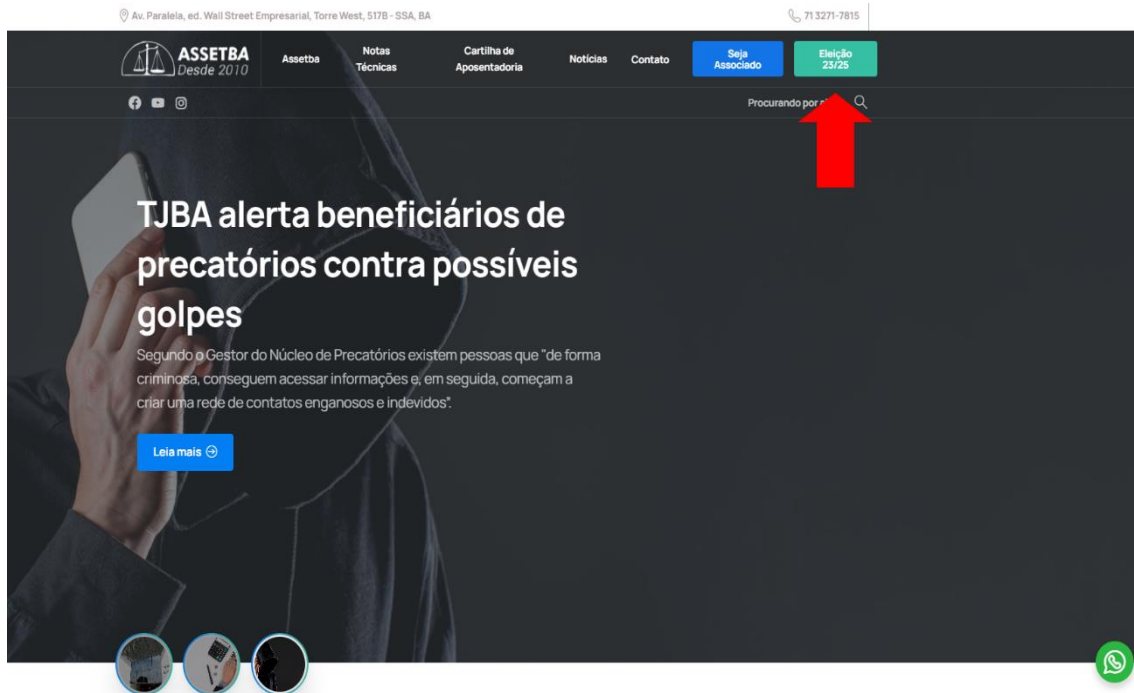 Av. Paralela, ed. Wall Street Empresarial, Torre West, 517B - SSA, BA
71 3271-7815
ASSETBA
Desde 2010
Assetba
Notas
Técnicas
Cartilha de
Aposentadoria
Notícias
Contato
Seja
Associado
Eleição
23/25
Procurando por
TJBA alerta beneficiários de
precatórios contra possíveis
golpes
Segundo o Gestor do Núcleo de Precatórios existem pessoas que "de forma
criminosa, conseguem acessar informações e, em seguida, começam a
criar uma rede de contatos enganosos e indevidos".
Leia mais